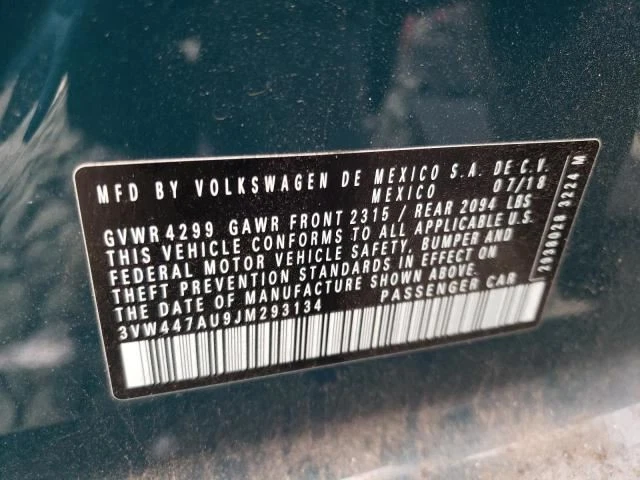 MFD BY VOLKSWAGEN DE MEXICO S.A. DE C.V.
MEXICO 07/18
GVWR 4299 GAWR FRONT 2315 / REAR 2094 LBS
THIS VEHICLE CONFORMS TO ALL APPLICABLE U.S.
FEDERAL MOTOR VEHICLE SAFETY, BUMPER AND
THEFT PREVENTION STANDARDS IN EFFECT ON
THE DATE OF MANUFACTURE SHOWN ABOVE.
3VW447AU9JM293134 PASSENGER CAR
2038028 3224 M